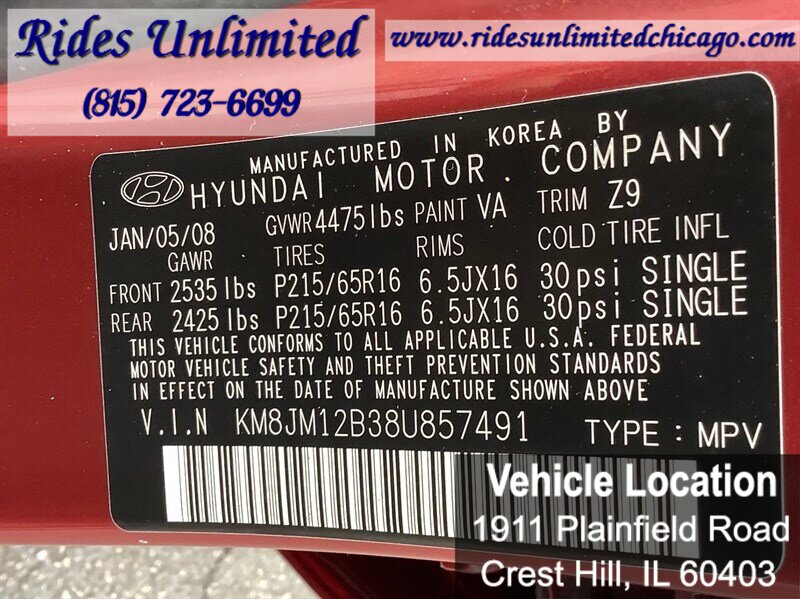 Rides Unlimited
(815) 723-6699
www.ridesunlimitedchicago.com
MANUFACTURED IN KOREA BY
HYUNDAI MOTOR. COMPANY
JAN/05/08 GVWR 4475lbs PAINT VA TRIM Z9
GAWR TIRES RIMS COLD TIRE INFL
FRONT 2535lbs P215/65R16 6.5JX16 30psi SINGLE
REAR 2425lbs P215/65R16 6.5JX16 30psi SINGLE
THIS VEHICLE CONFORMS TO ALL APPLICABLE U.S.A. FEDERAL
MOTOR VEHICLE SAFETY AND THEFT PREVENTION STANDARDS
IN EFFECT ON THE DATE OF MANUFACTURE SHOWN ABOVE
V.I.N KM8JM12B38U857491 TYPE : MPV
Vehicle Location
1911 Plainfield Road
Crest Hill, IL 60403